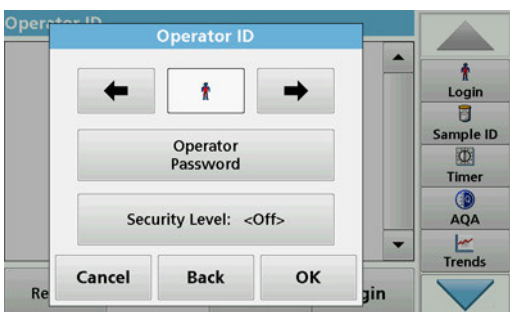 Operator ID
Operator ID
Login
Sample ID
Operator
Password
Timer
AQA
Security Level: <Off>
Trends
Cancel Back OK